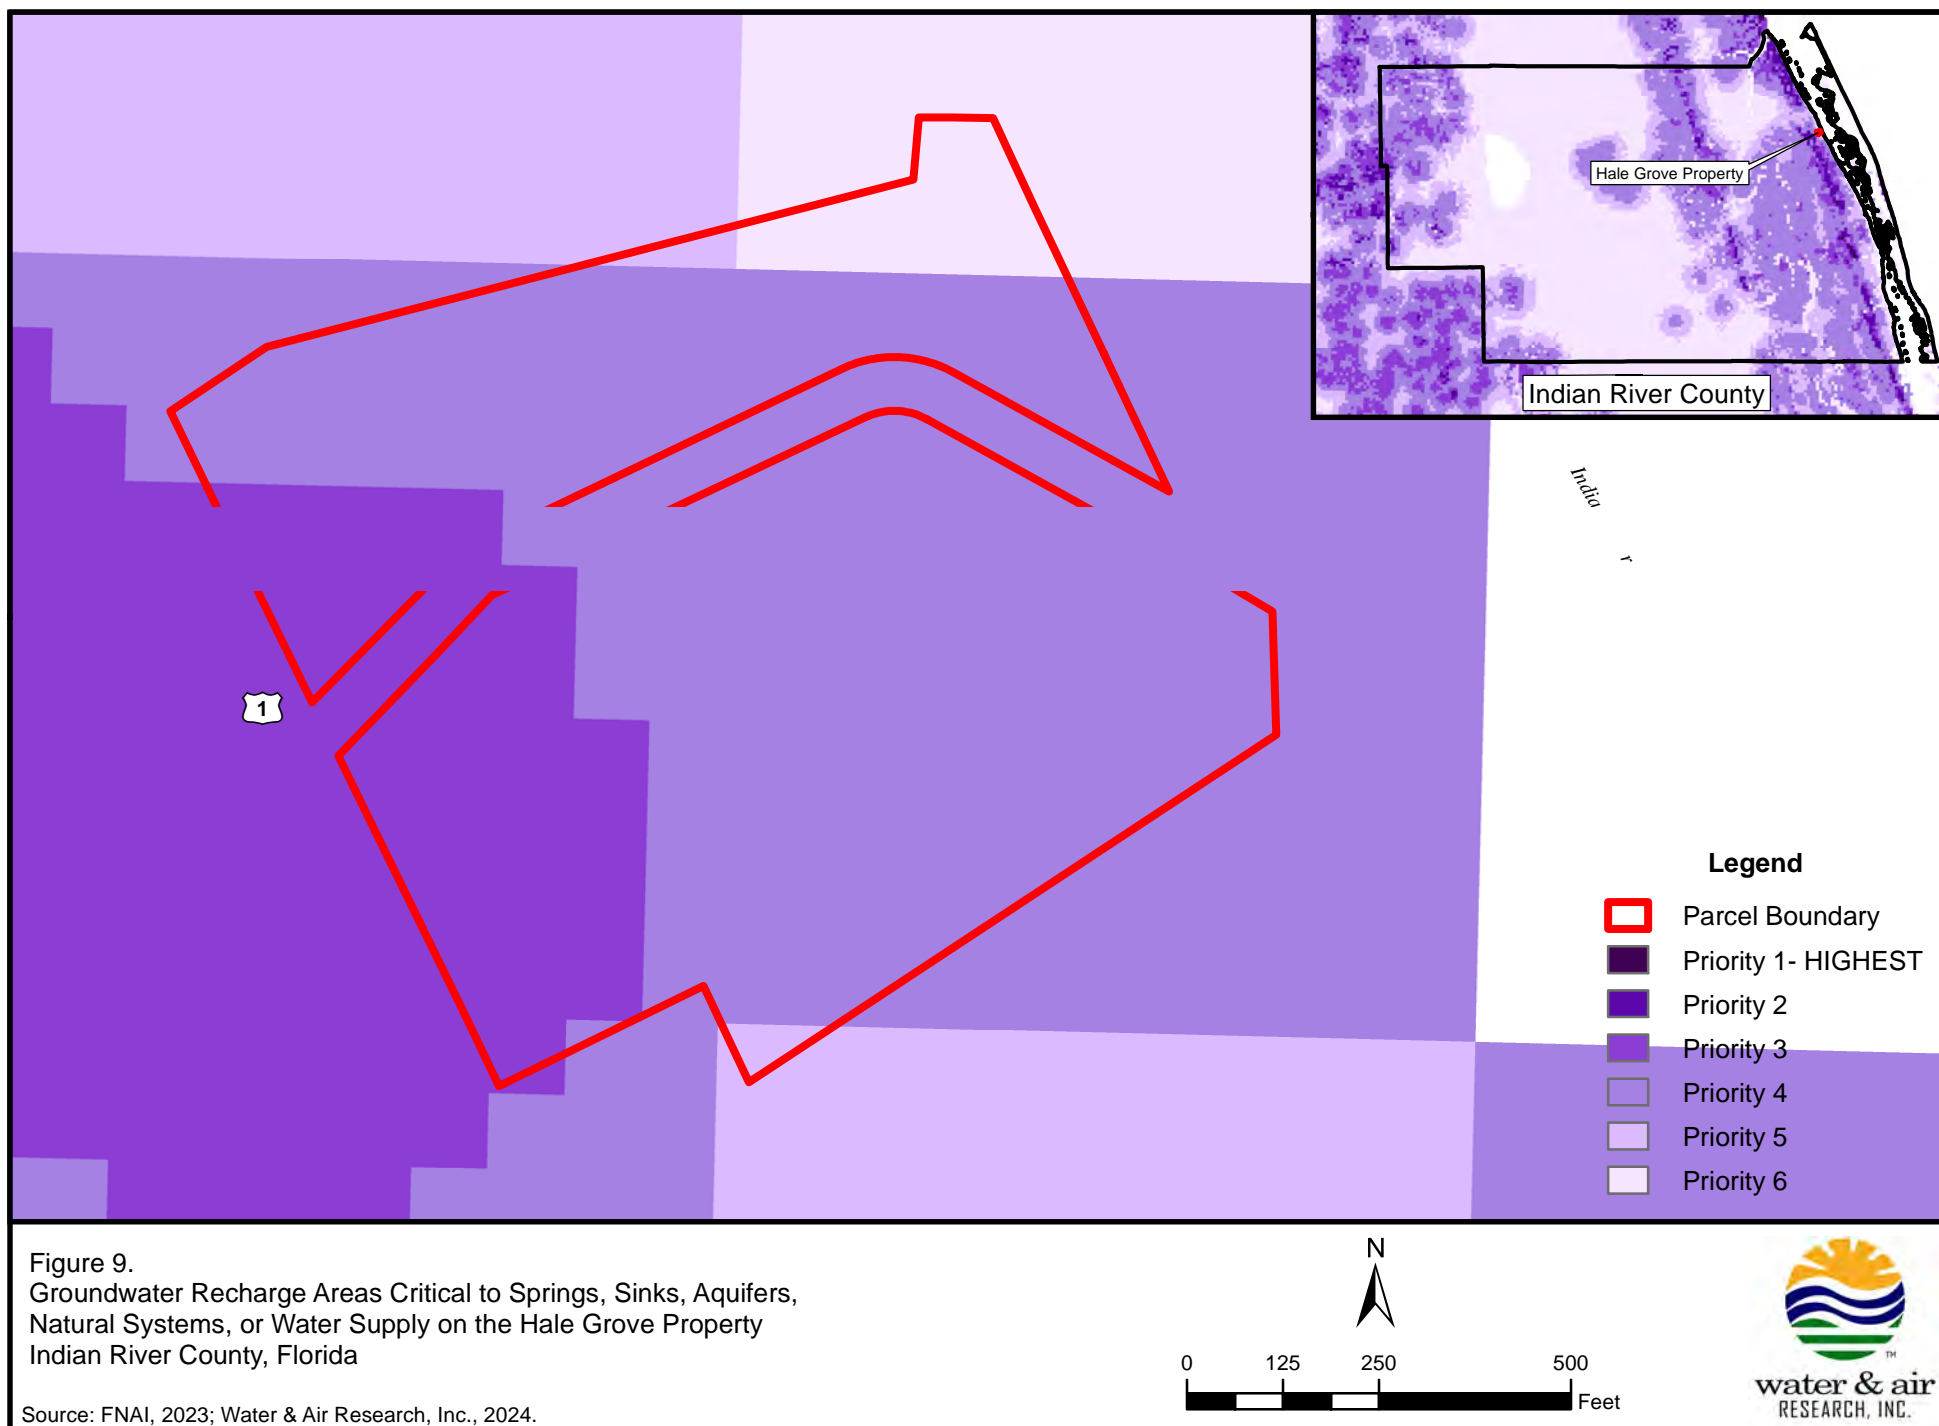 Hale Grove Property
Indian River County
India
r
1
Legend
Parcel Boundary
Priority 1- HIGHEST
Priority 2
Priority 3
Priority 4
Priority 5
Priority 6
Figure 9.
Groundwater Recharge Areas Critical to Springs, Sinks, Aquifers,
Natural Systems, or Water Supply on the Hale Grove Property
Indian River County, Florida
Source: FNAI, 2023; Water & Air Research, Inc., 2024.
N
0 125 250 500
Feet
TM
water & air
RESEARCH, INC.